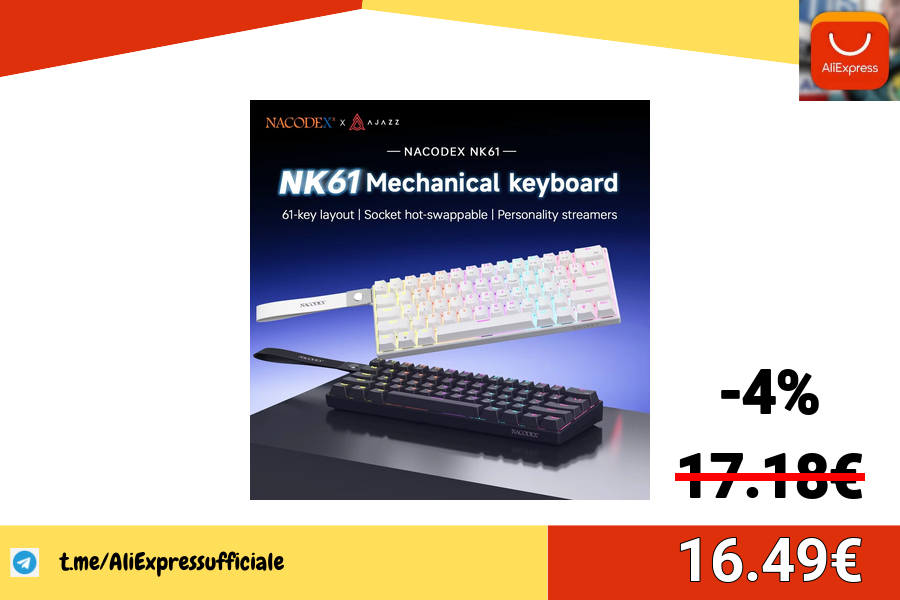 AliExpress
NACODEX® X AJAZZ
NACODEX NK61
NK61 Mechanical keyboard
61-key layout | Socket hot-swappable | Personality streamers
NACODEX
NACODEX
NACODEX
-4%
17.18€
t.me/AliExpressufficiale
16.49€